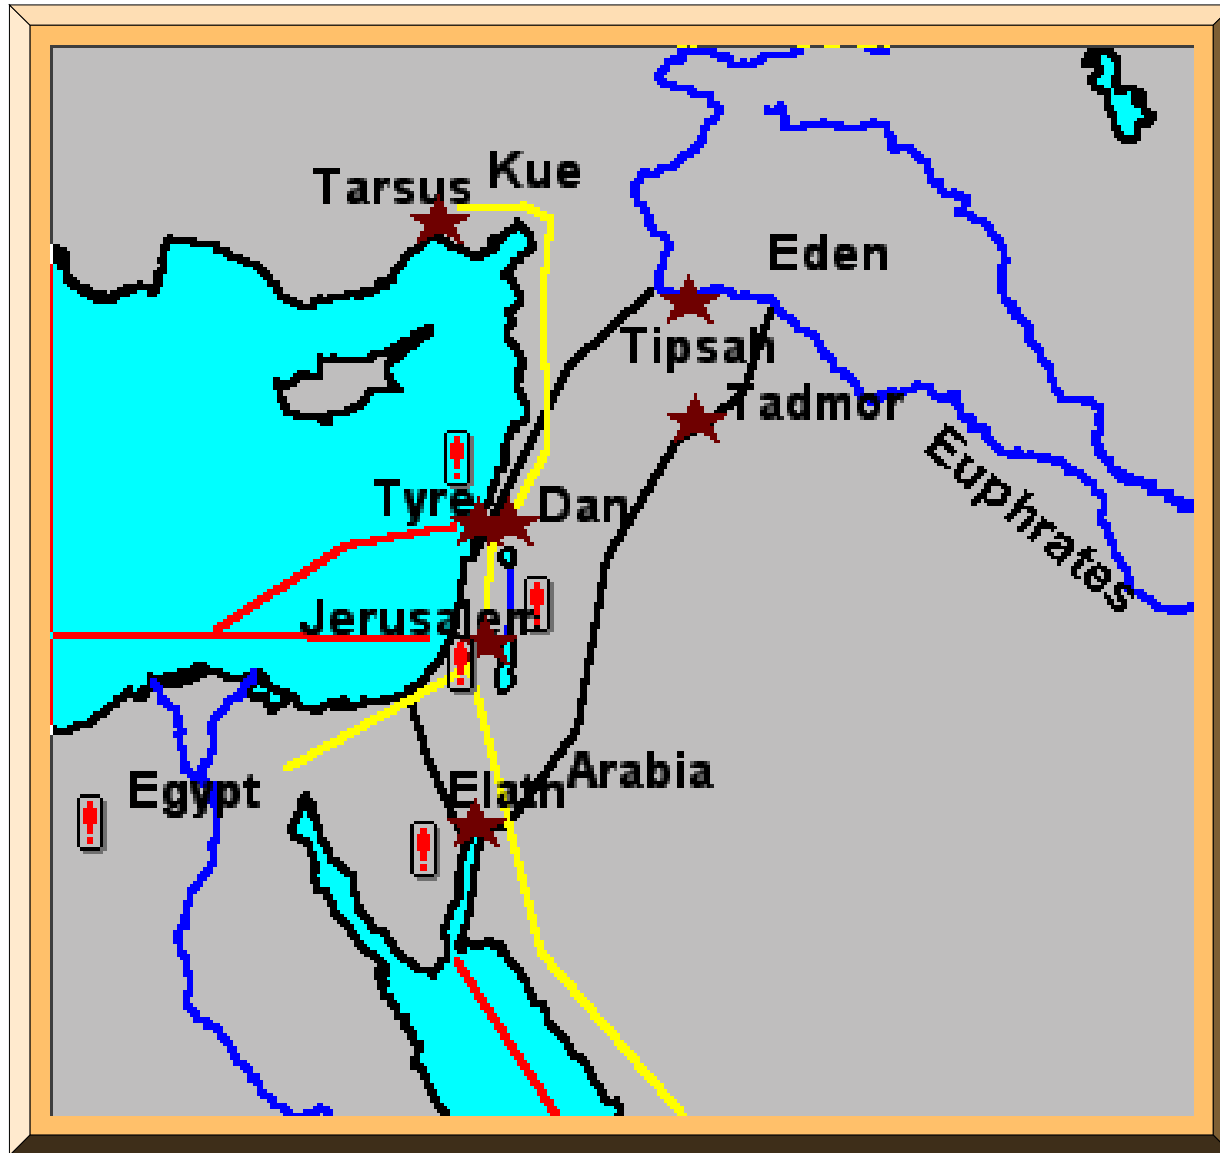 Kue
Tarsus
Eden
Tipsah
Tadmor
Euphrates
Tyre
Dan
Jerusalem
Arabia
Egypt
Elath